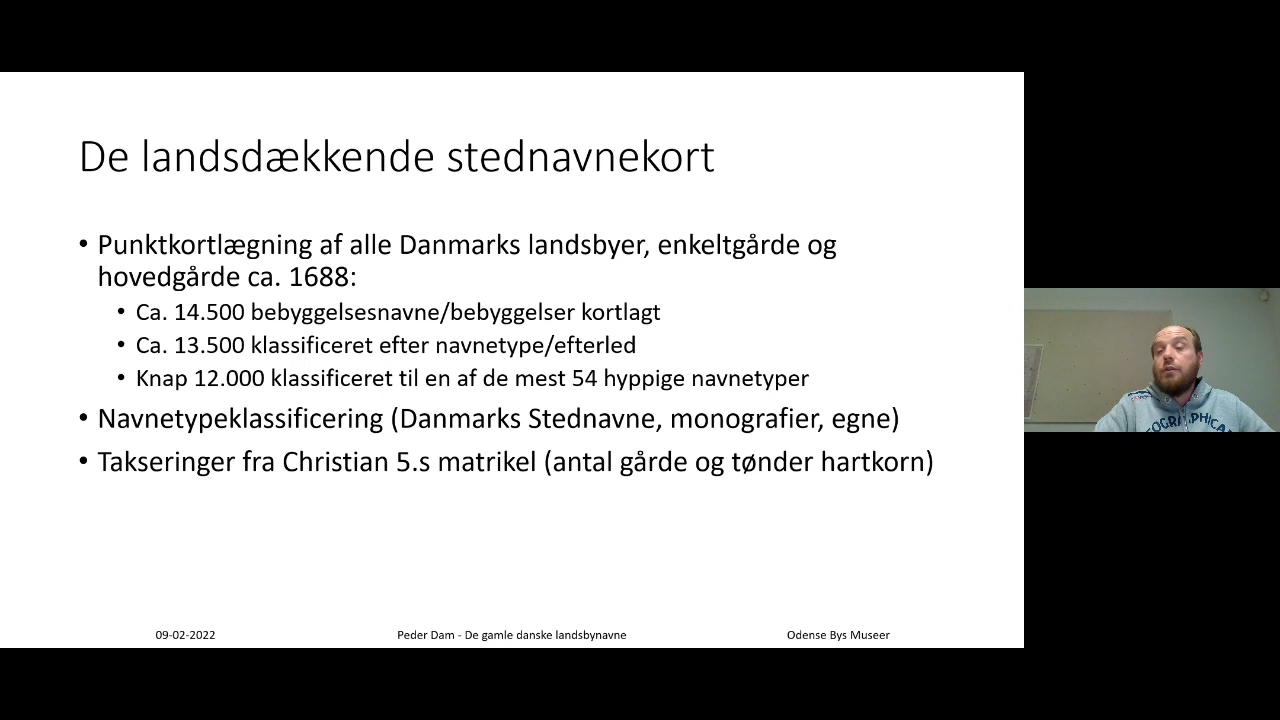 De landsdækkende stednavnekort
• Punktkortlægning af alle Danmarks landsbyer, enkeltgårde og
hovedgårde ca. 1688:
• Ca. 14.500 bebyggelsesnavne/bebyggelser kortlagt
• Ca. 13.500 klassificeret efter navnetype/efterled
• Knap 12.000 klassificeret til en af de mest 54 hyppige navnetyper
• Navnetypeklassificering (Danmarks Stednavne, monografier, egne)
• Takseringer fra Christian 5.s matrikel (antal gårde og tønder hartkorn)
09-02-2022 Peder Dam - De gamle danske landsbynavne Odense Bys Museer